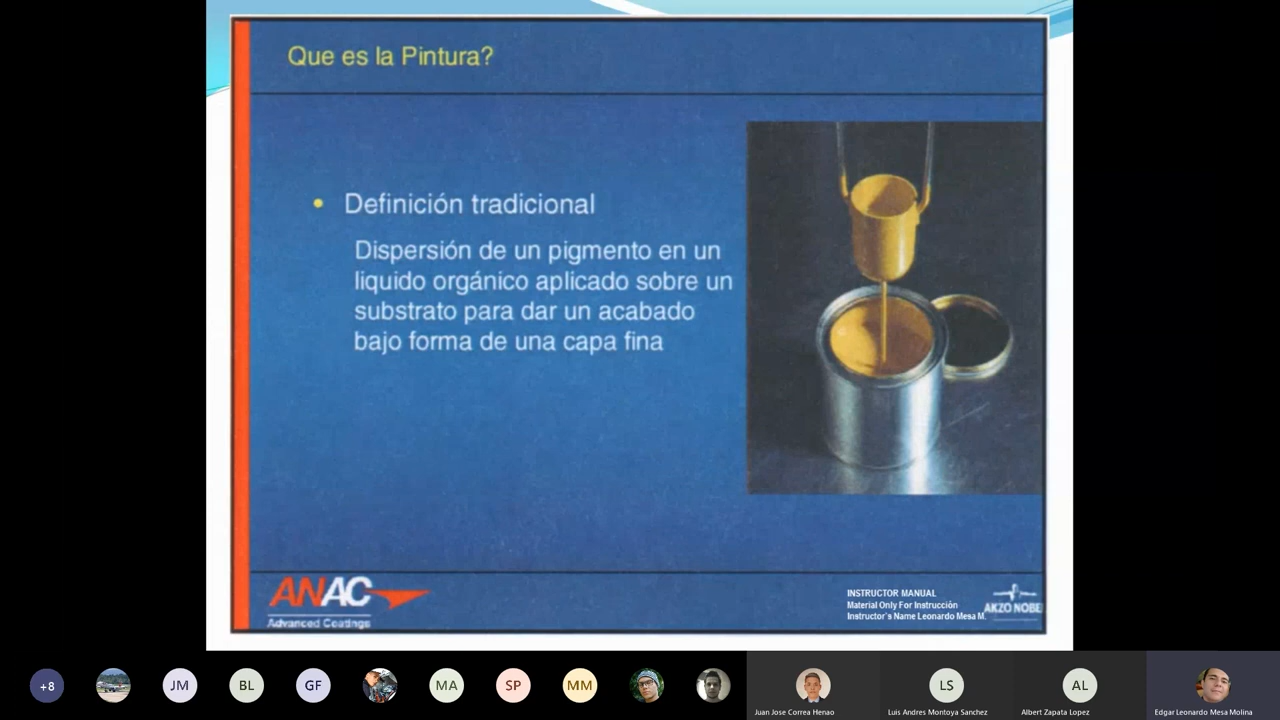 Que es la Pintura?
• Definición tradicional
Dispersión de un pigmento en un
liquido orgánico aplicado sobre un
substrato para dar un acabado
bajo forma de una capa fina
ANAC
Advanced Coatings
INSTRUCTOR MANUAL
Material Only For Instrucción
Instructor`s Name Leonardo Mesa M.
AKZO NOBE
+8
JM
BL
GF
MA
SP
MM
LS
AL
Juan Jose Correa Henao
Luis Andres Montoya Sanchez
Albert Zapata Lopez
Edgar Leonardo Mesa Molina